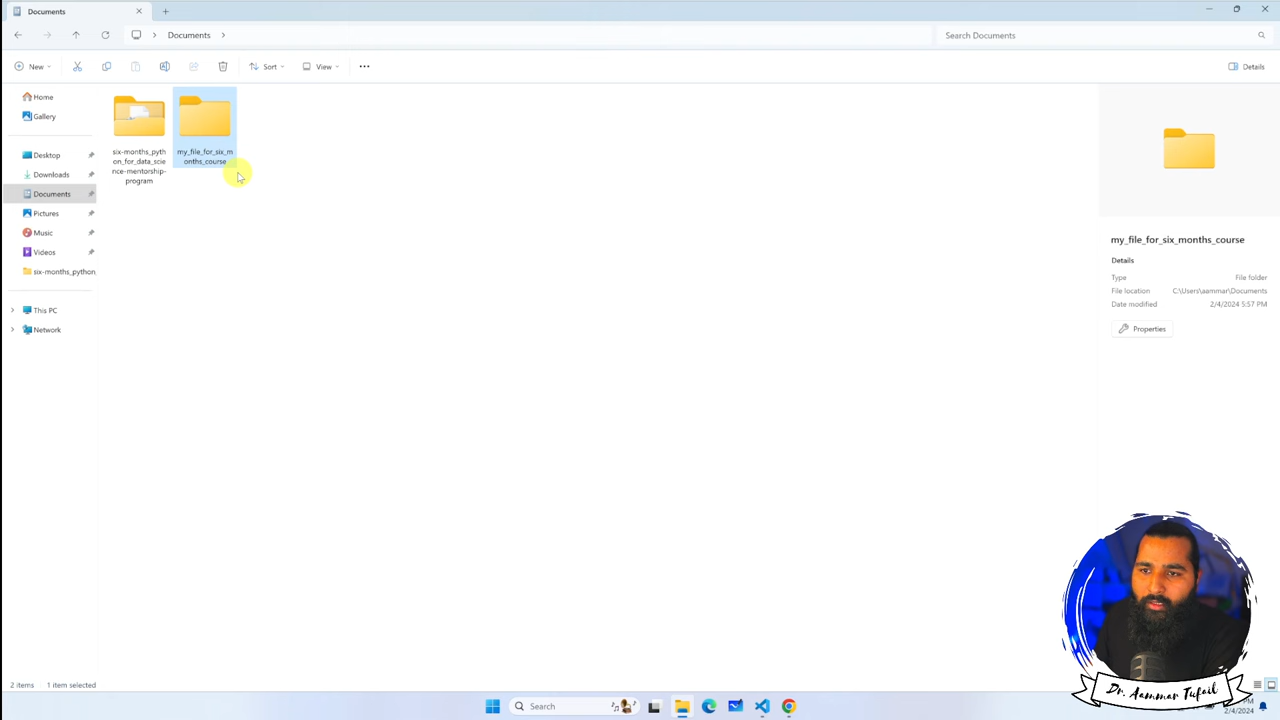 Documents
Documents
Search Documents
New
Sort
View
Details
Home
Gallery
Desktop
Downloads
Documents
Pictures
Music
Videos
six-months_python_
This PC
Network
six-months_pyth
on_for_data_scie
nce-mentorship-
program
my_file_for_six_m
onths_course
my_file_for_six_months_course
Details
Type File folder
File location C:\Users\aammar\Documents
Date modified 2/4/2024 5:57 PM
Properties
Dr. Aammar Tufail
2 items 1 item selected
Search
2/4/2024